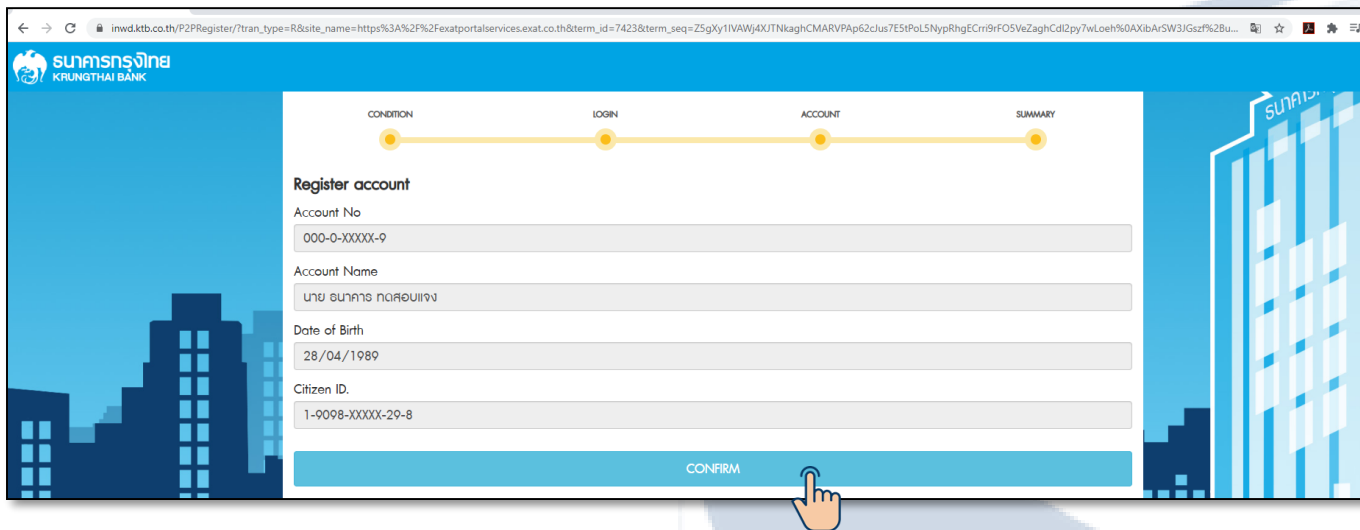 inwd.ktb.co.th/P2PRegister/?tran_type=R&site_name=https%3A%2F%2Fexatportalservices.exat.co.th&term_id=7423&term_seq=Z5gXy1IVAWj4XJTNkaghCMARVPAp62cJus7E5tPoL5NypRhgECrri9rFO5VeZaghCdl2py7wLoeh%0AXibArSW3JGszf%2Bu...
ธนาคารกรุงไทย
KRUNGTHAI BANK
CONDITION LOGIN ACCOUNT SUMMARY
Register account
Account No
000-0-XXXXX-9
Account Name
นาย ธนาคาร ทดสอบแจง
Date of Birth
28/04/1989
Citizen ID.
1-9098-XXXXX-29-8
CONFIRM